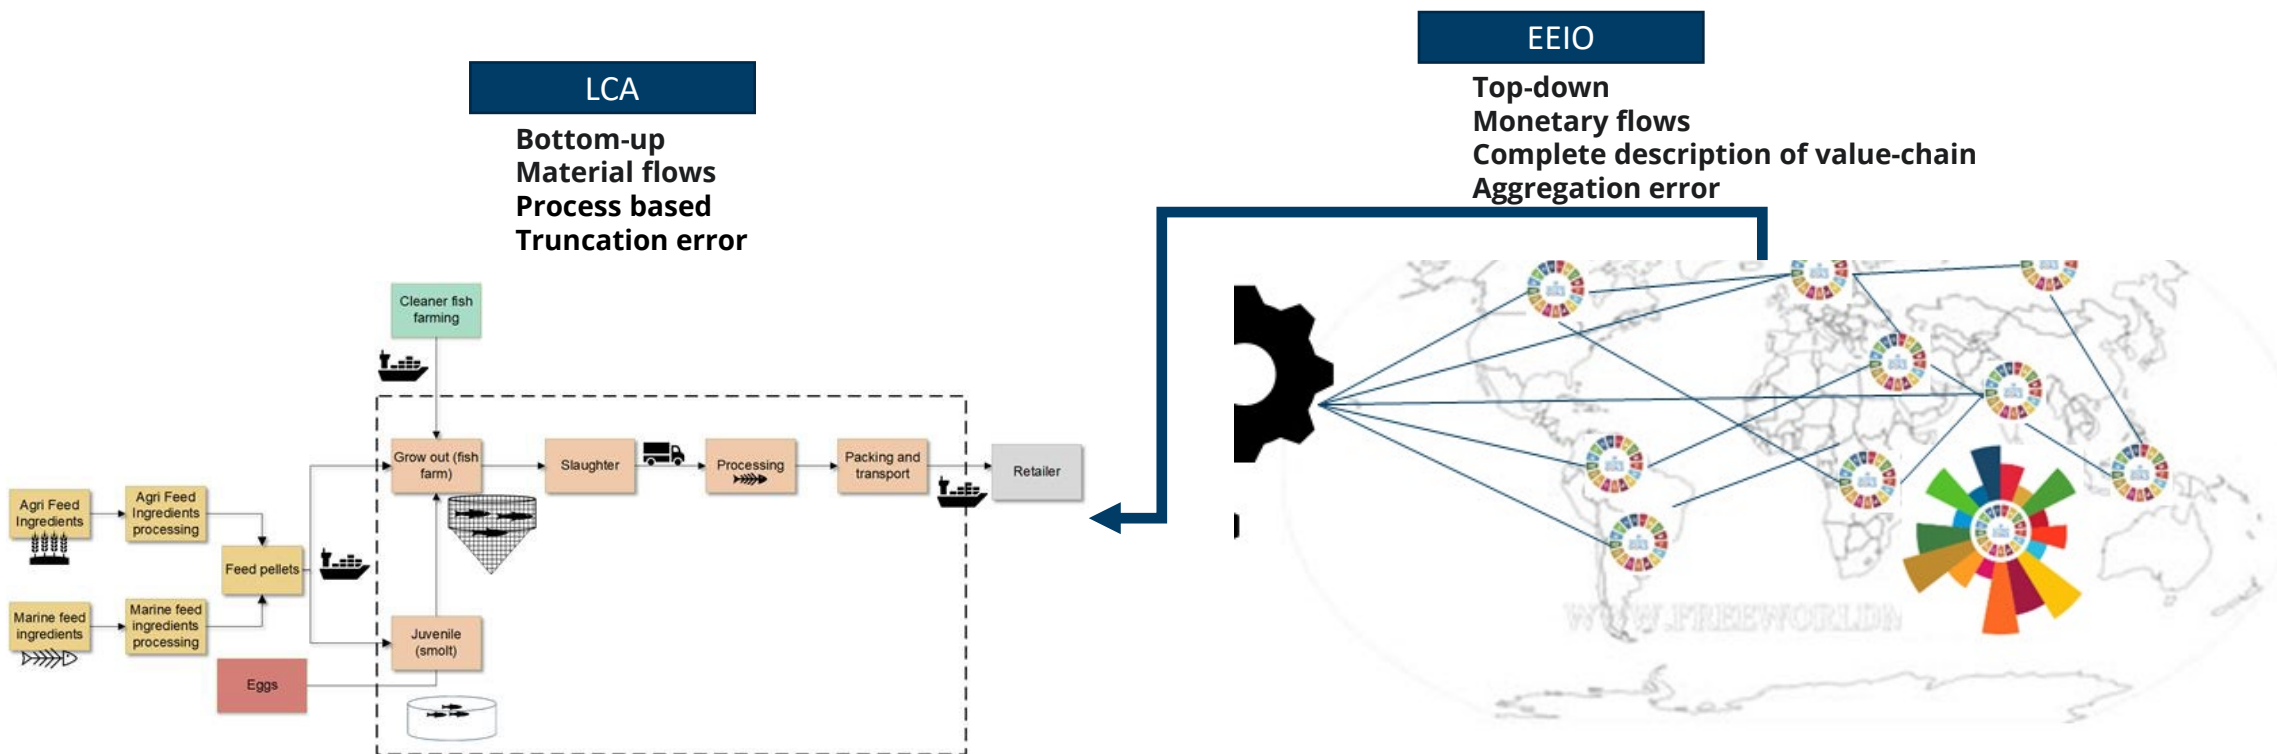 LCA
Bottom-up
Material flows
Process based
Truncation error
EEIO
Top-down
Monetary flows
Complete description of value-chain
Aggregation error
Cleaner fish
farming
Grow out (fish
farm)
Slaughter
Processing
Packing and
transport
Retailer
Agri Feed
Ingredients
Agri Feed
Ingredients
processing
Feed pellets
Marine feed
ingredients
Marine feed
ingredients
processing
Juvenile
(smolt)
Eggs
WWW.FREEWORLDM